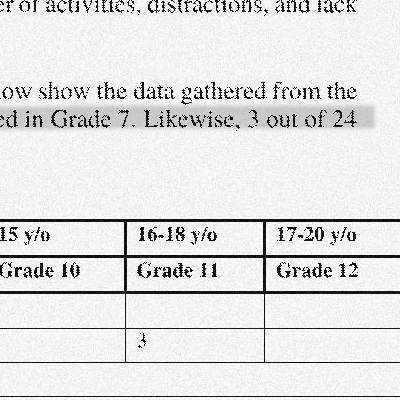 er of activities, distractions, and lack
low show the data gathered from the
ed in Grade 7. Likewise, 3 out of 24
15 y/o 16-18 y/o 17-20 y/o
Grade 10 Grade 11 Grade 12
3